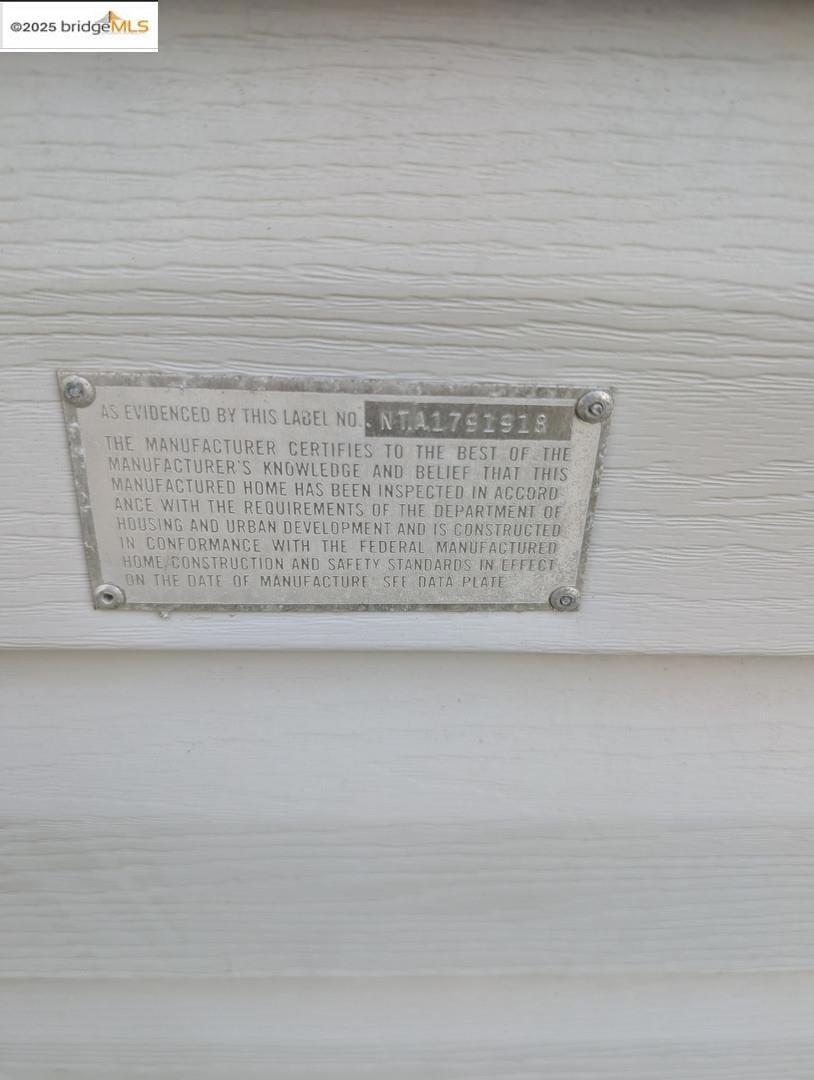 ©2025 bridgeMLS
AS EVIDENCED BY THIS LABEL NO. NTA1791918
THE MANUFACTURER CERTIFIES TO THE BEST OF THE
MANUFACTURER'S KNOWLEDGE AND BELIEF THAT THIS
MANUFACTURED HOME HAS BEEN INSPECTED IN ACCORD-
ANCE WITH THE REQUIREMENTS OF THE DEPARTMENT OF
HOUSING AND URBAN DEVELOPMENT AND IS CONSTRUCTED
IN CONFORMANCE WITH THE FEDERAL MANUFACTURED
HOME CONSTRUCTION AND SAFETY STANDARDS IN EFFECT
ON THE DATE OF MANUFACTURE. SEE DATA PLATE